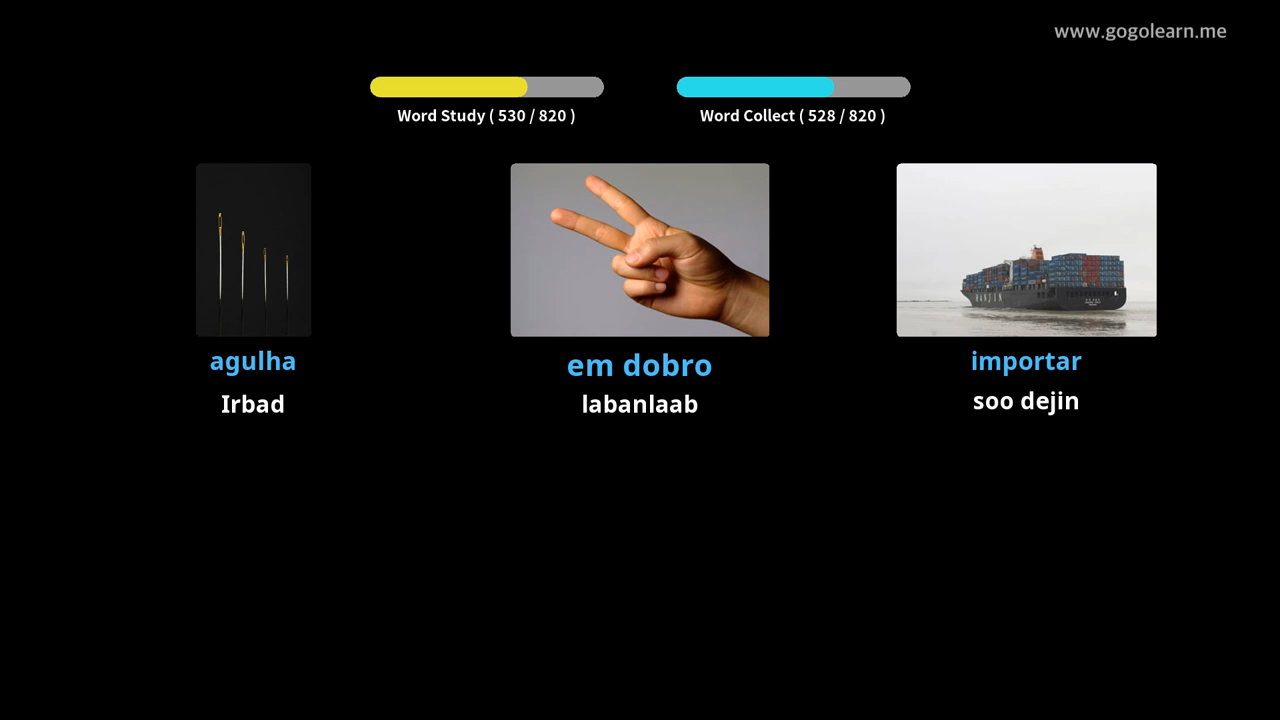 www.gogolearn.me
Word Study ( 530 / 820 )
Word Collect ( 528 / 820 )
agulha
em dobro
importar
Irbad
labanlaab
soo dejin
HANJIN